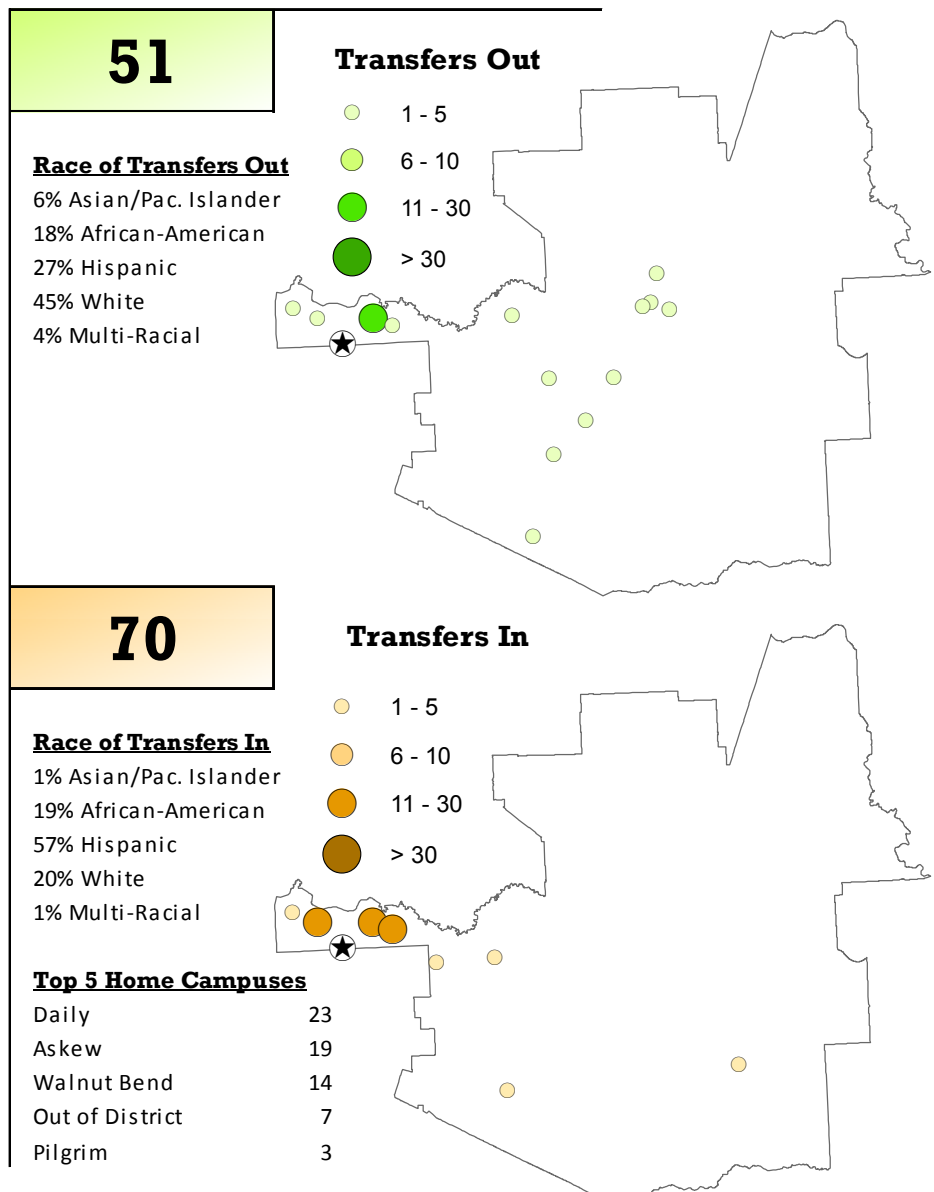 51
Transfers Out
1 - 5
6 - 10
11 - 30
> 30
Race of Transfers Out
6% Asian/Pac. Islander
18% African-American
27% Hispanic
45% White
4% Multi-Racial
70
Transfers In
1 - 5
6 - 10
11 - 30
> 30
Race of Transfers In
1% Asian/Pac. Islander
19% African-American
57% Hispanic
20% White
1% Multi-Racial
Top 5 Home Campuses
Daily 23
Askew 19
Walnut Bend 14
Out of District 7
Pilgrim 3